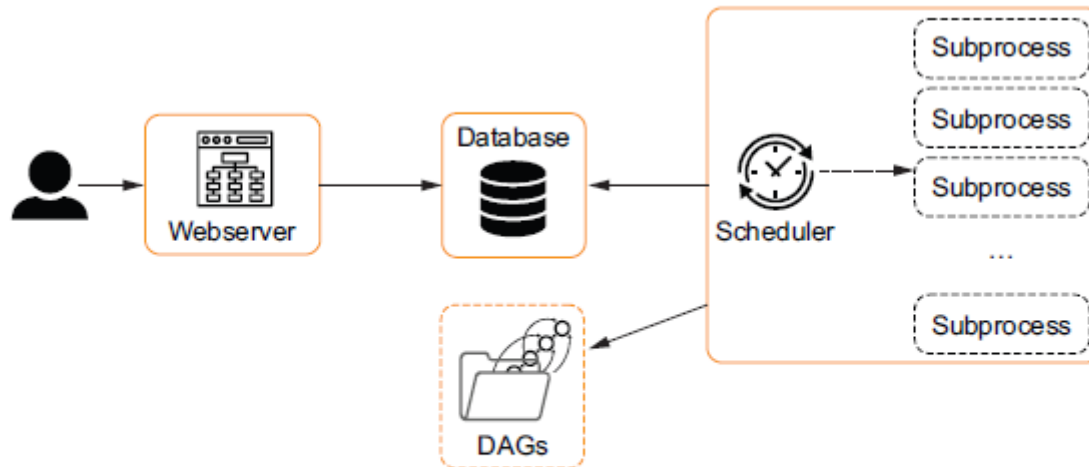 Webserver
Database
Scheduler
Subprocess
Subprocess
Subprocess
...
Subprocess
DAGs